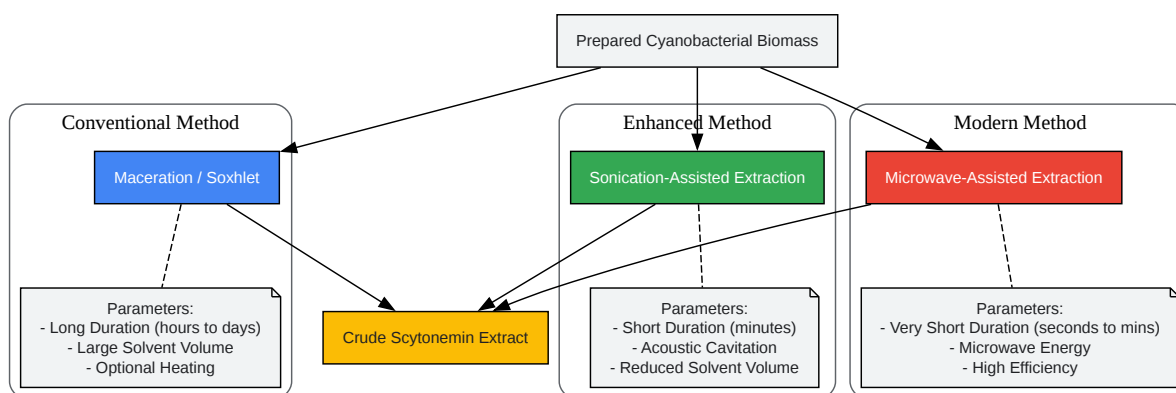 Prepared Cyanobacterial Biomass
Conventional Method
Maceration / Soxhlet
Parameters:
- Long Duration (hours to days)
- Large Solvent Volume
- Optional Heating
Crude Scytonemin Extract
Enhanced Method
Sonication-Assisted Extraction
Parameters:
- Short Duration (minutes)
- Acoustic Cavitation
- Reduced Solvent Volume
Modern Method
Microwave-Assisted Extraction
Parameters:
- Very Short Duration (seconds to mins)
- Microwave Energy
- High Efficiency